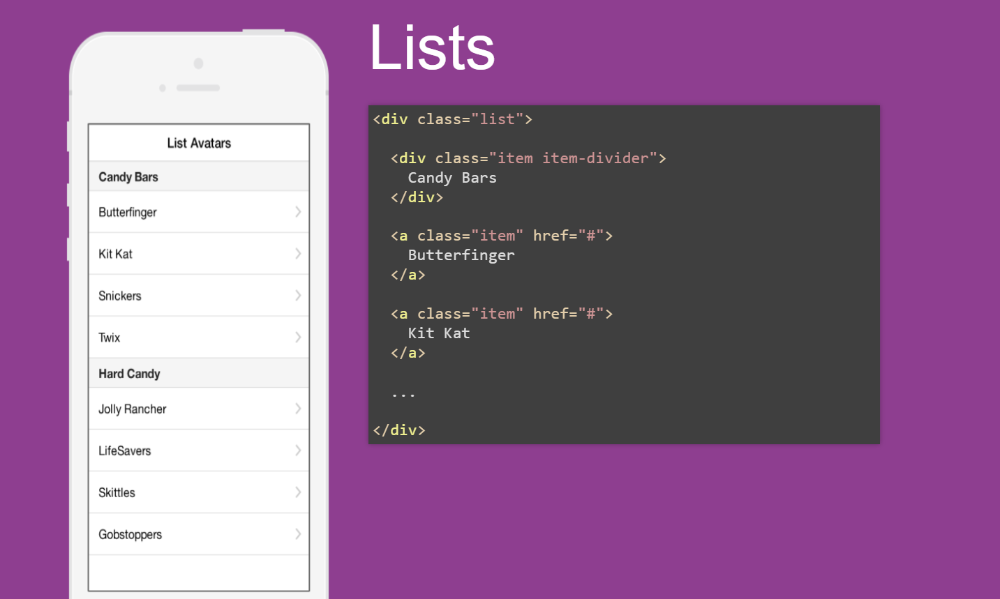 Lists
List Avatars
Candy Bars
Butterfinger
Kit Kat
Snickers
Twix
Hard Candy
Jolly Rancher
LifeSavers
Skittles
Gobstoppers
<div class="list">
<div class="item item-divider">
Candy Bars
</div>
<a class="item" href="#">
Butterfinger
</a>
<a class="item" href="#">
Kit Kat
</a>
...
</div>